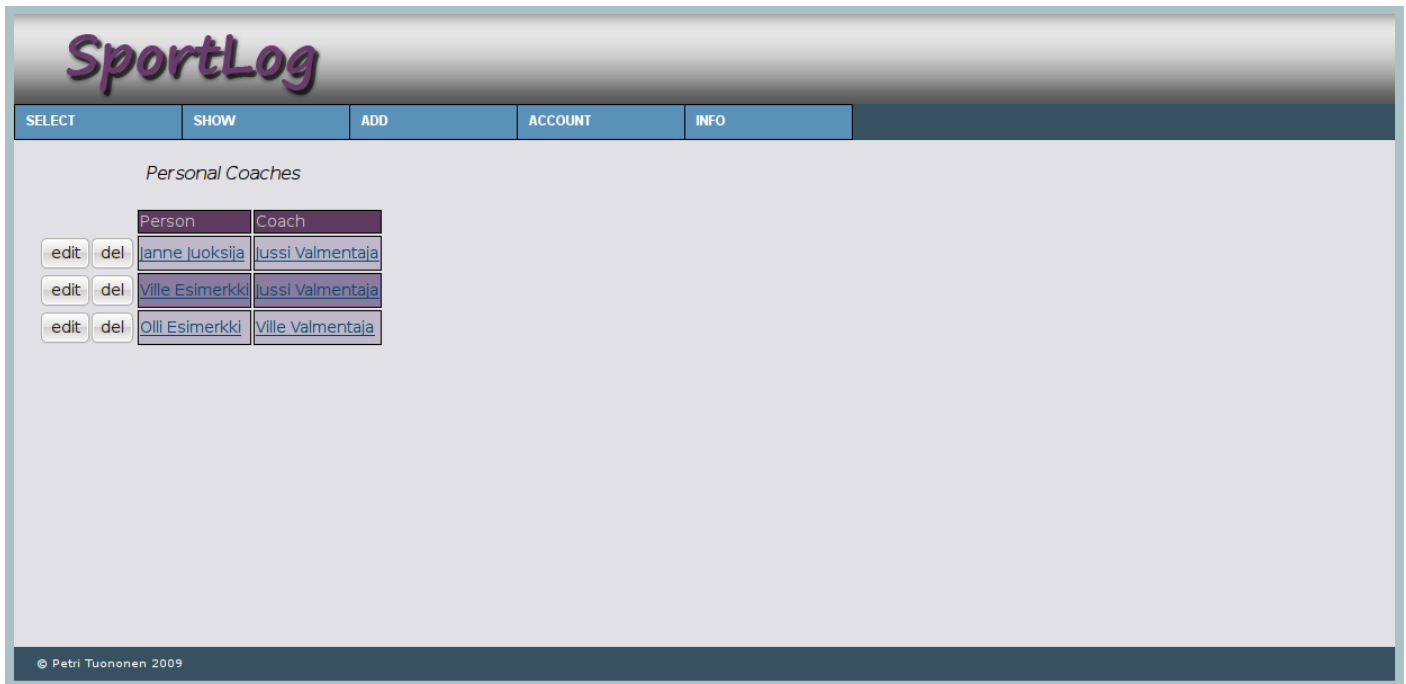 SportLog
SELECT SHOW ADD ACCOUNT INFO
Personal Coaches
Person Coach
edit del Janne Juoksija Jussi Valmentaja
edit del Ville Esimerkki Jussi Valmentaja
edit del Olli Esimerkki Ville Valmentaja
© Petri Tuononen 2009